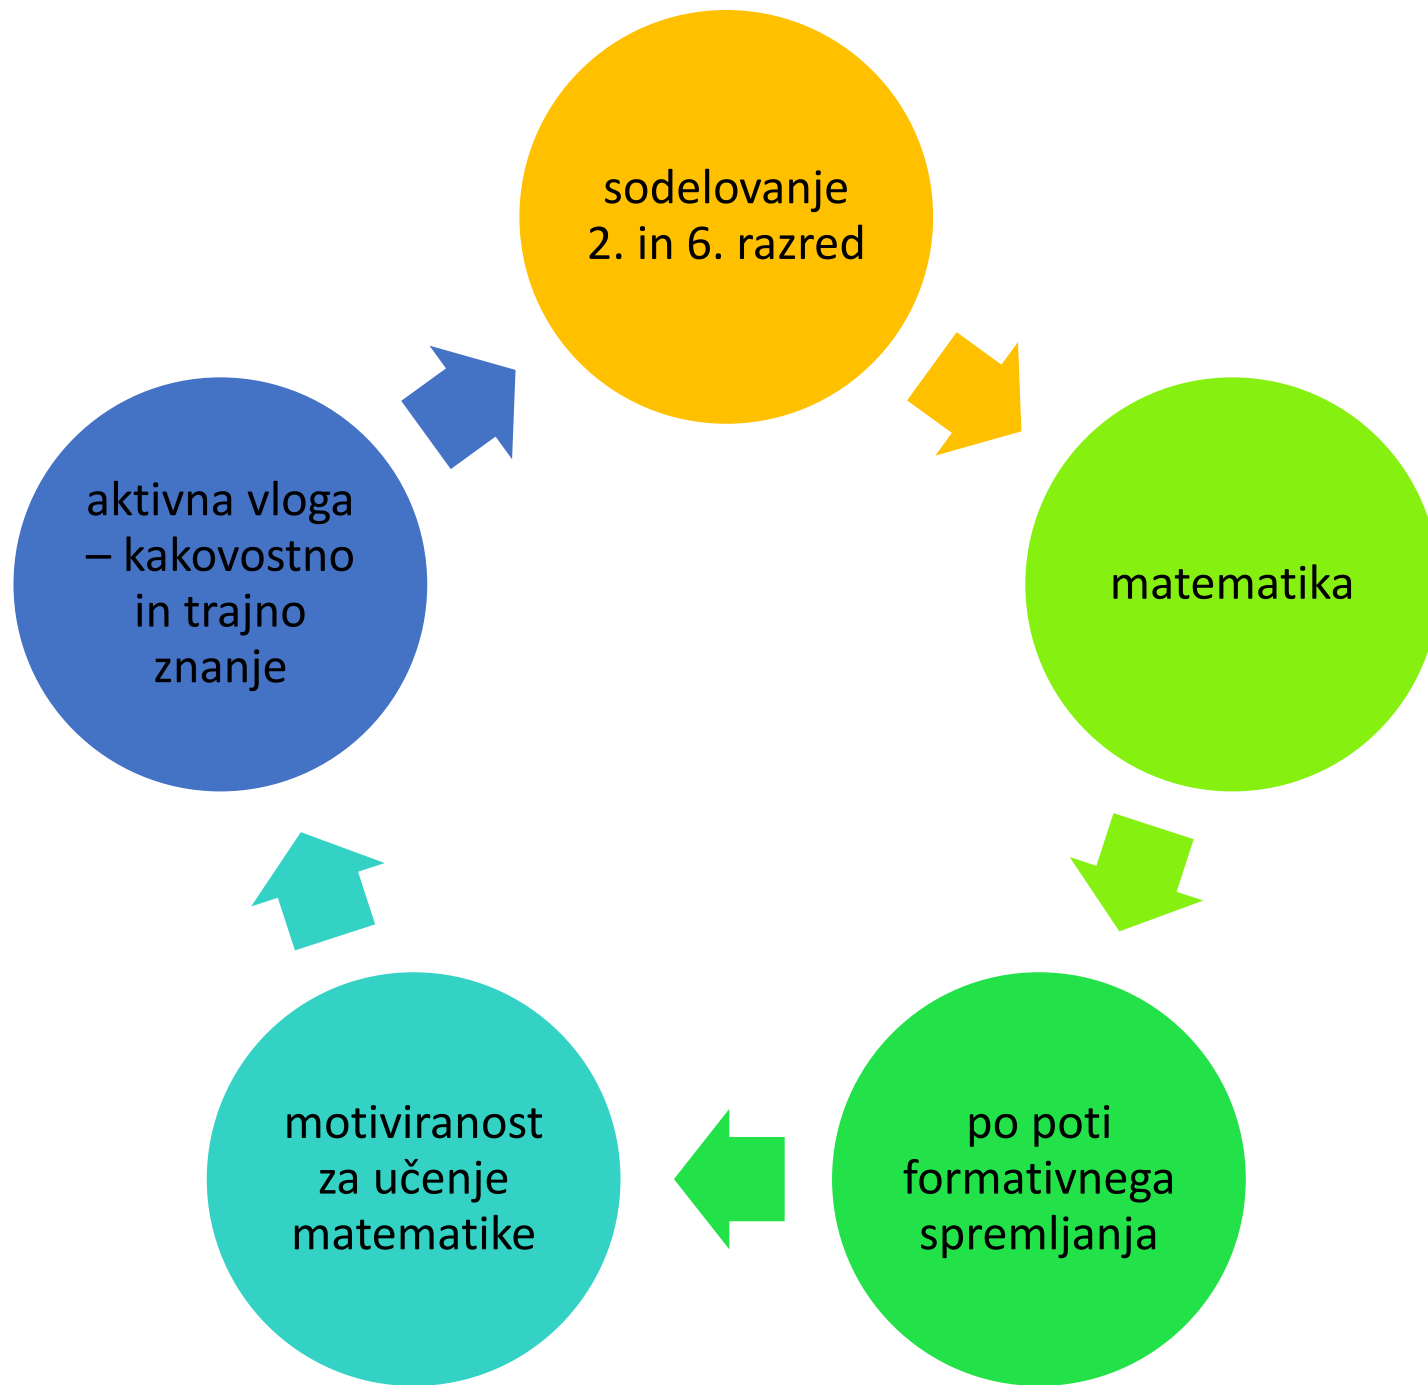 sodelovanje
2. in 6. razred
matematika
po poti
formativnega
spremljanja
motiviranost
za učenje
matematike
aktivna vloga
– kakovostno
in trajno
znanje